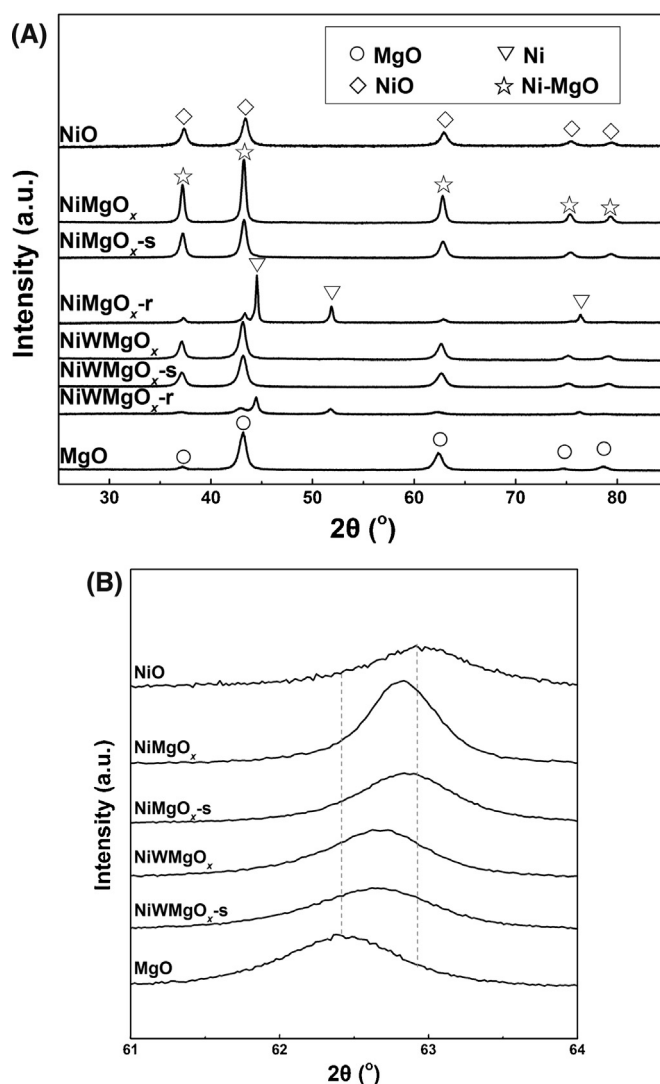 (A)
MgO Ni
NiO Ni-MgO
NiO
NiMgOₓ
NiMgOₓ-s
NiMgOₓ-r
NiWMgOₓ
NiWMgOₓ-s
NiWMgOₓ-r
MgO
Intensity (a.u.)
30 40 50 60 70 80
2θ (°)
(B)
NiO
NiMgOₓ
NiMgOₓ-s
NiWMgOₓ
NiWMgOₓ-s
MgO
Intensity (a.u.)
61 62 63 64
2θ (°)